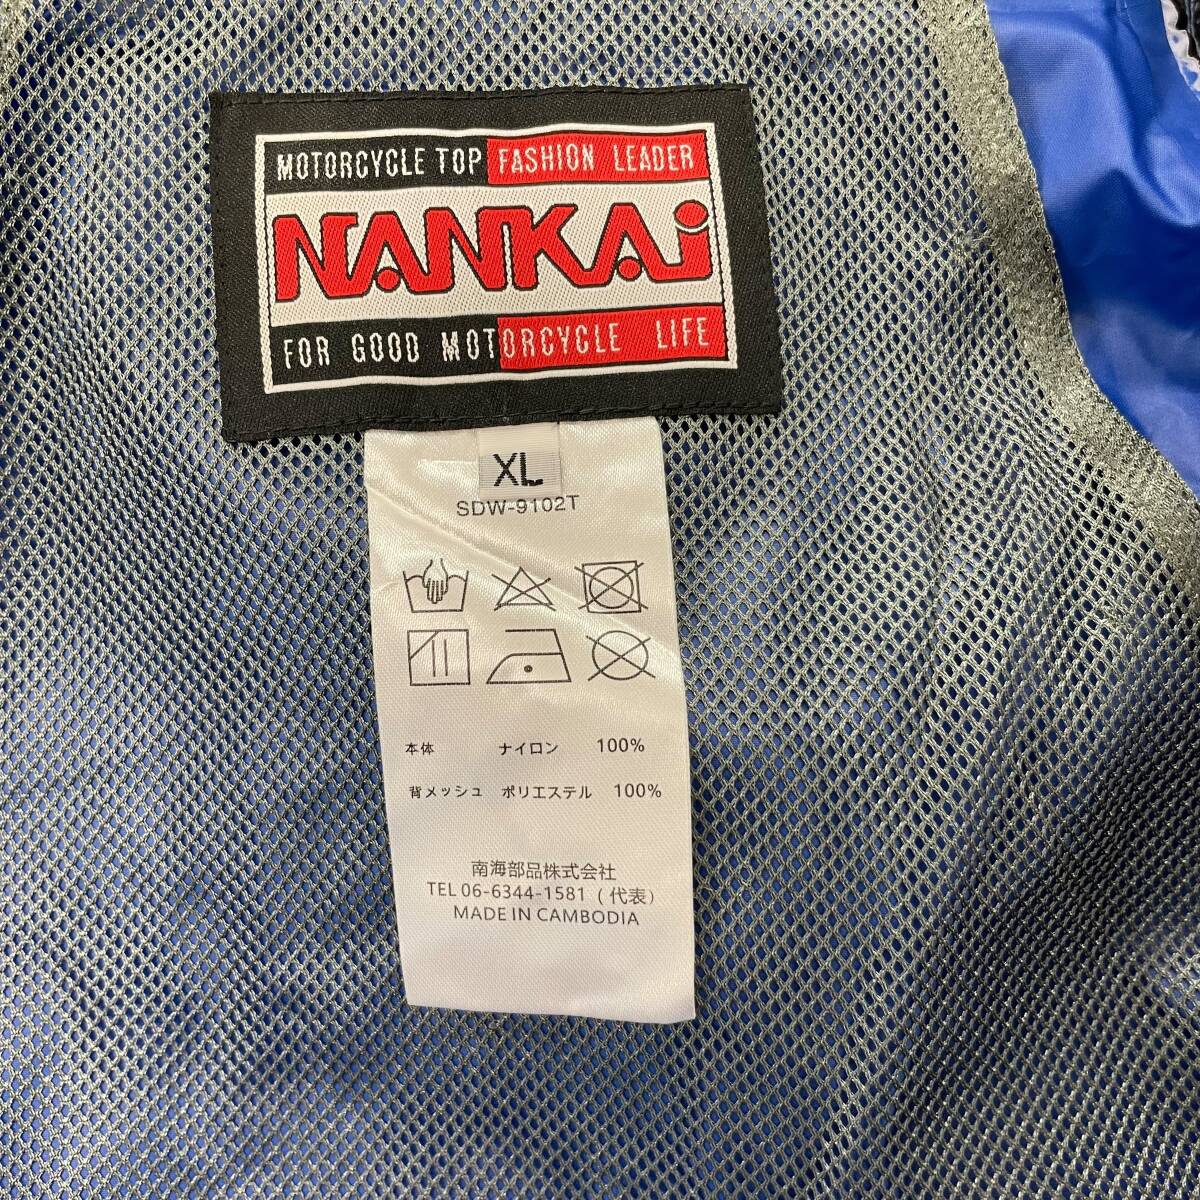 MOTORCYCLE TOP FASHION LEADER
NANKAi
FOR GOOD MOTORCYCLE LIFE
XL
SDW-9102T
本体 ナイロン 100%
背メッシュ ポリエステル 100%
南海部品株式会社
TEL 06-6344-1581 (代表)
MADE IN CAMBODIA